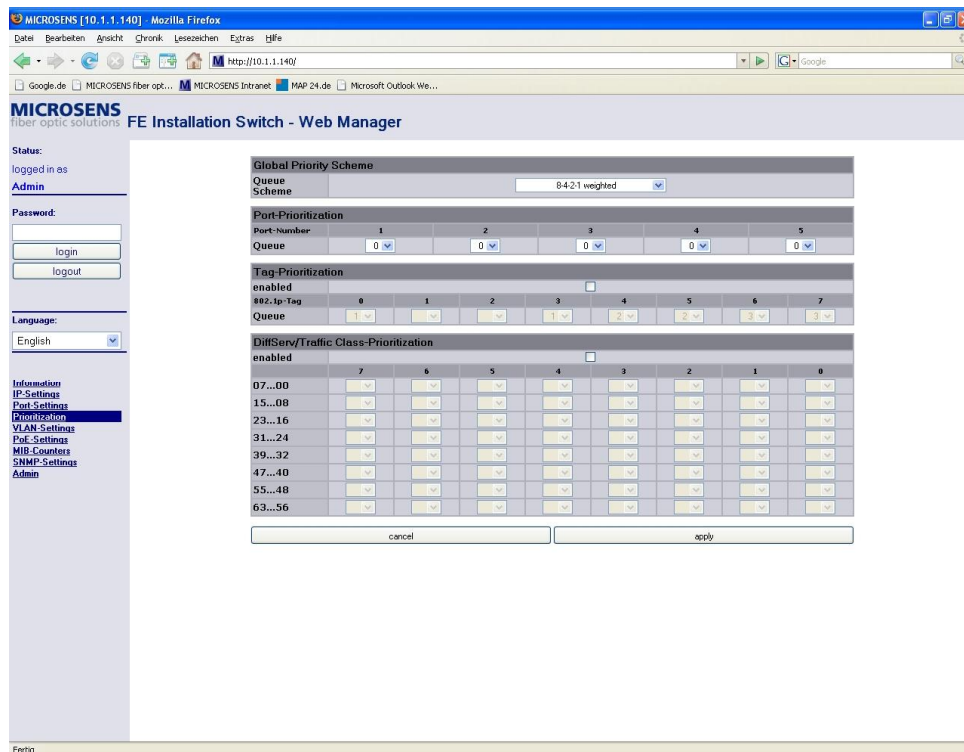 MICROSENS [10.1.1.140] - Mozilla Firefox
Datei Bearbeiten Ansicht Chronik Lesezeichen Extras Hilfe
http://10.1.1.140/
Google
Google.de MICROSENS fiber opt... MICROSENS Intranet MAP 24.de Microsoft Outlook We...
MICROSENS
fiber optic solutions FE Installation Switch - Web Manager
Status:
logged in as
Admin
Password:
login
logout
Language:
English
Information
IP-Settings
Port-Settings
Prioritization
VLAN-Settings
PoE-Settings
MIB-Counters
SNMP-Settings
Admin
Global Priority Scheme
Queue Scheme 8-4-2-1 weighted
Port-Prioritization
Port-Number 1 2 3 4 5
Queue 0 0 0 0 0
Tag-Prioritization
enabled
802.1p-Tag 0 1 2 3 4 5 6 7
Queue 1 1 2 2 3 3
DiffServ/Traffic Class-Prioritization
enabled
7 6 5 4 3 2 1 0
07...00
15...08
23...16
31...24
39...32
47...40
55...48
63...56
cancel apply
Fertig